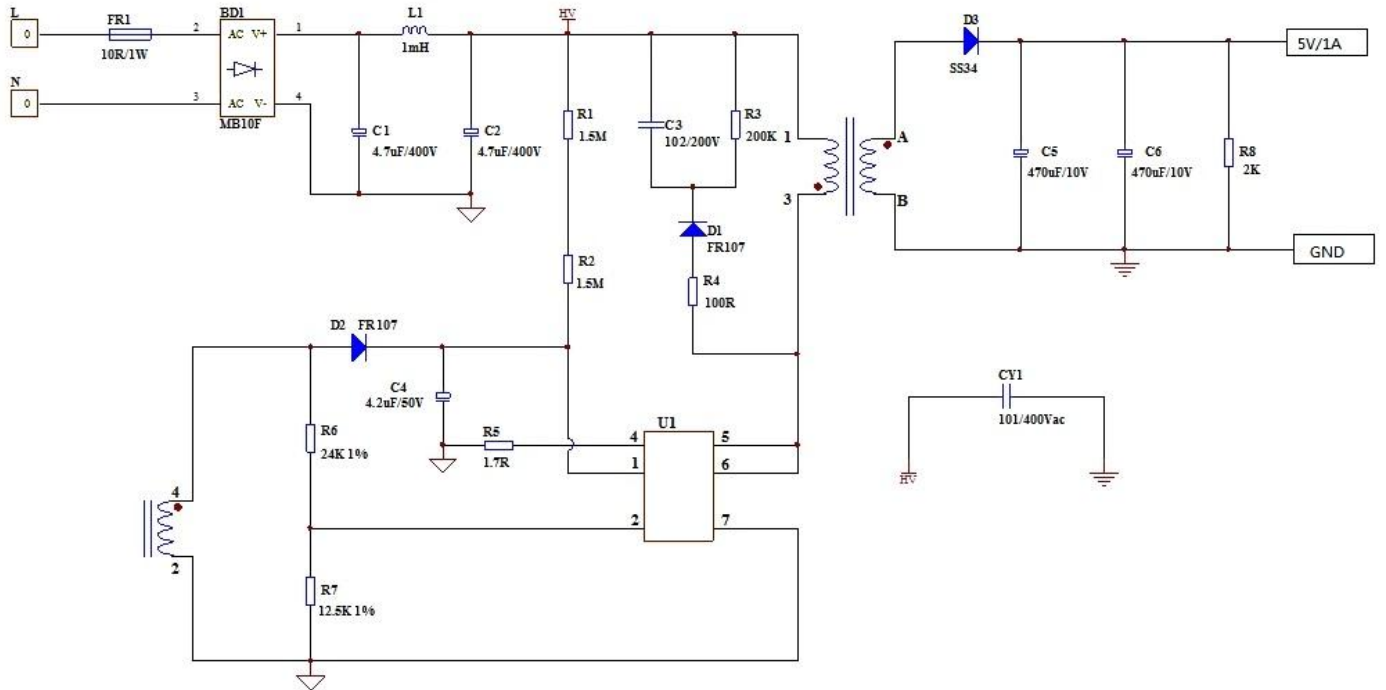 L
0
FR1
10R/1W
N
0
BD1
2
AC V+
1
3
AC V-
4
MB10F
L1
1mH
HV
C1
4.7uF/400V
C2
4.7uF/400V
R1
1.5M
C3
102/200V
R3
200K
1
3
A
B
D3
SS34
5V/1A
C5
470uF/10V
C6
470uF/10V
R8
2K
GND
D1
FR107
R2
1.5M
R4
100R
D2 FR107
C4
4.2uF/50V
R5
1.7R
U1
4
5
1
6
2
7
R6
24K 1%
4
2
R7
12.5K 1%
CY1
101/400Vac
HV